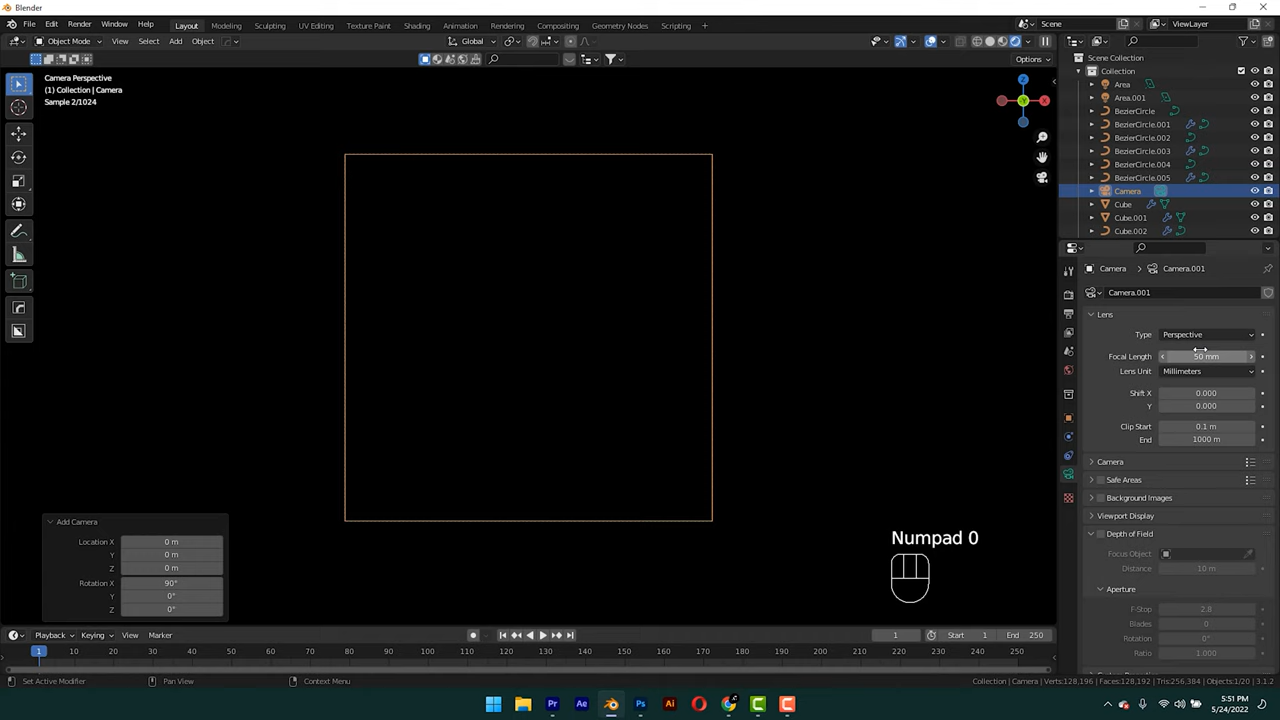 Blender
File Edit Render Window Help Layout Modeling Sculpting UV Editing Texture Paint Shading Animation Rendering Compositing Geometry Nodes Scripting + Scene ViewLayer
Object Mode View Select Add Object Global
Options
Camera Perspective
(1) Collection | Camera
Sample 2/1024
Z
Y
X
Scene Collection
Collection
Area
Area.001
BezierCircle
BezierCircle.001
BezierCircle.002
BezierCircle.003
BezierCircle.004
BezierCircle.005
Camera
Cube
Cube.001
Cube.002
Camera > Camera.001
Camera.001
Lens
Type Perspective
Focal Length 50 mm
Lens Unit Millimeters
Shift X 0.000
Y 0.000
Clip Start 0.1 m
End 1000 m
Camera
Safe Areas
Background Images
Viewport Display
Depth of Field
Focus Object
Distance 10 m
Aperture
F-Stop 2.8
Blades 0
Rotation 0°
Ratio 1.000
Add Camera
Location X 0 m
Y 0 m
Z 0 m
Rotation X 90°
Y 0°
Z 0°
Numpad 0
Playback Keying View Marker 1 Start 1 End 250
1 10 20 30 40 50 60 70 80 90 100 110 120 130 140 150 160 170 180 190 200 210 220 230 240 250
Set Active Modifier Pan View Context Menu Collection | Camera | Verts:128,196 | Faces:128,192 | Tris:256,384 | Objects:1/20 | 3.1.2
Pr Ae Ps Ai
5:51 PM
5/24/2022